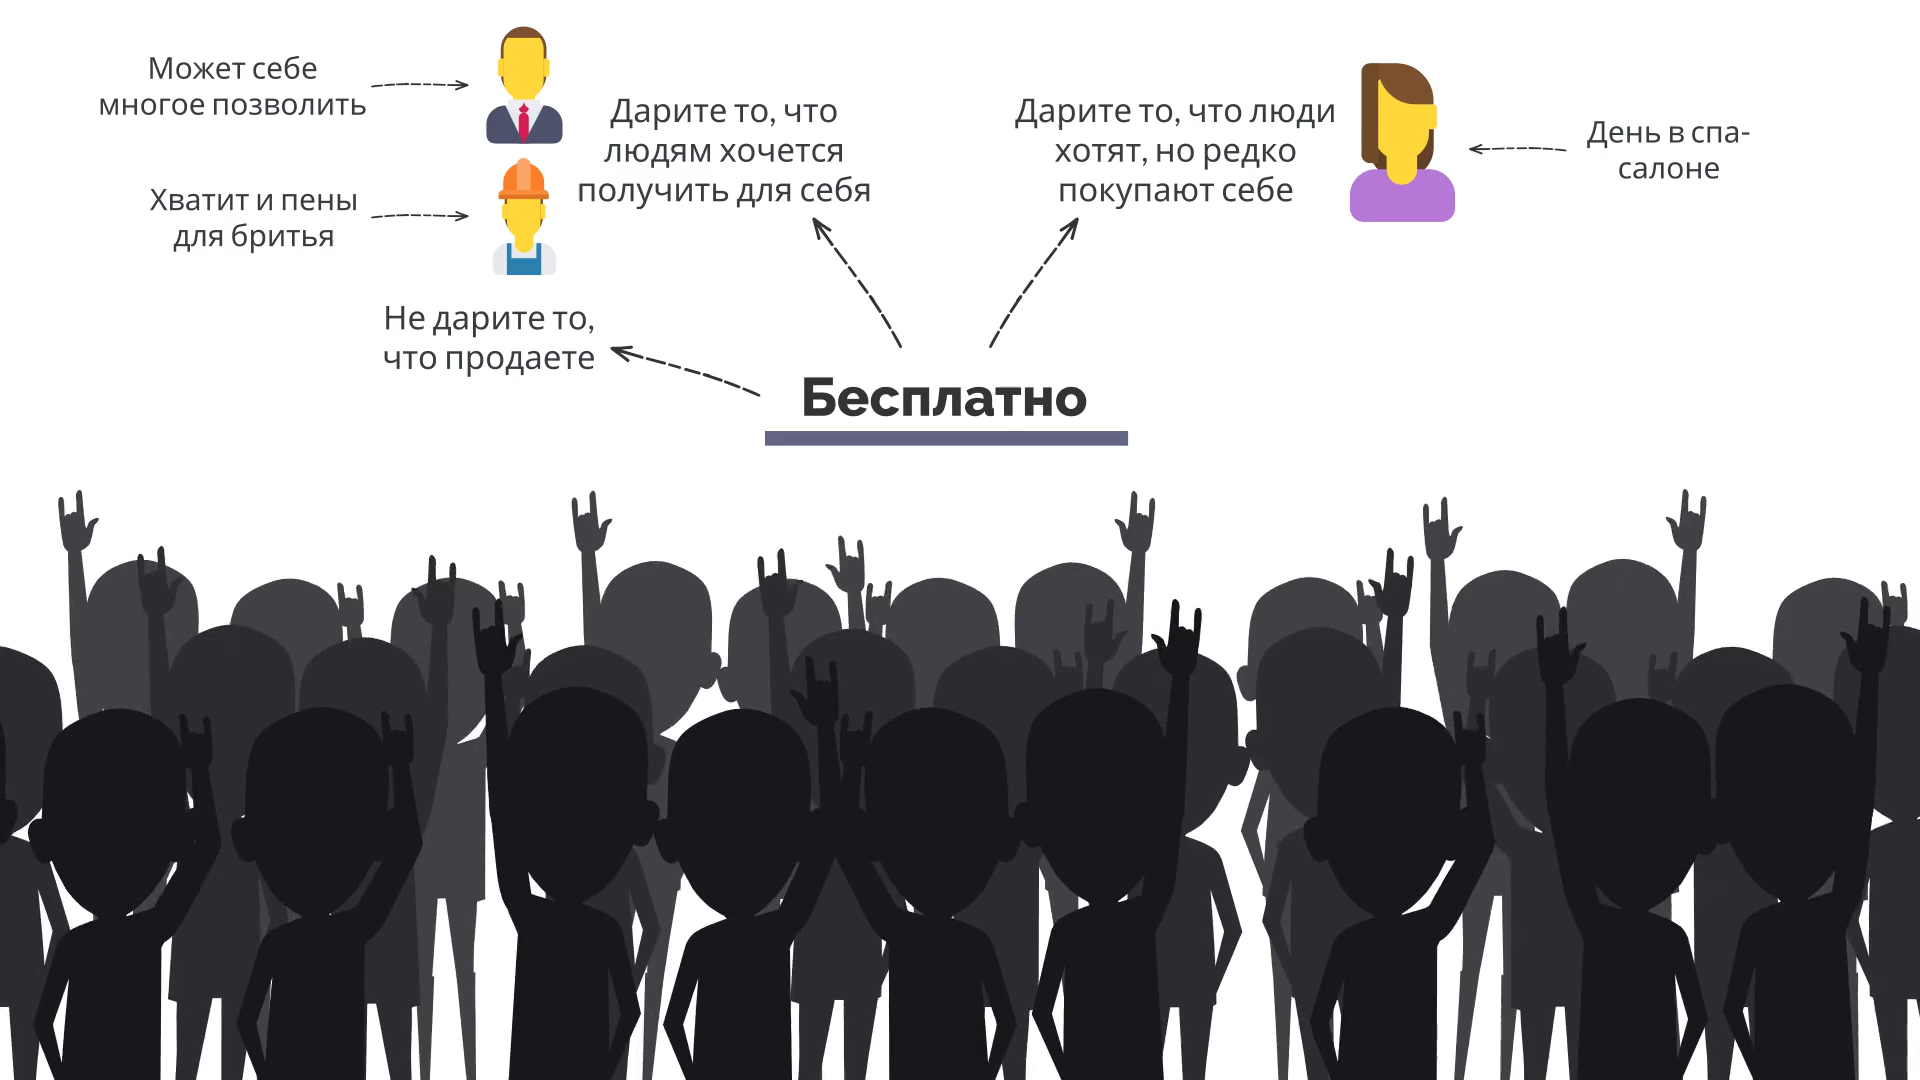 Может себе
многое позволить
Хватит и пены
для бритья
Дарите то, что
людям хочется
получить для себя
Дарите то, что люди
хотят, но редко
покупают себе
День в спа-
салоне
Не дарите то,
что продаете
Бесплатно